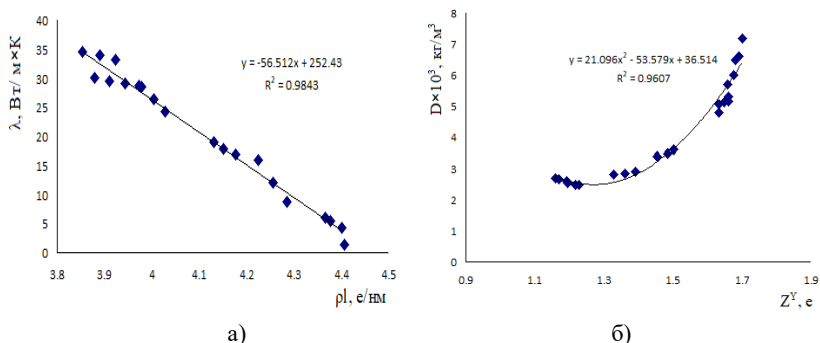 λ, Вт/ м×К
40
35
30
25
20
15
10
5
0
y = -56.512x + 252.43
R² = 0.9843
3.8 3.9 4 4.1 4.2 4.3 4.4 4.5
ρl, е/нм
а)
D×10³, кг/м³
8
7
6
5
4
3
2
1
0
y = 21.096x² - 53.579x + 36.514
R² = 0.9607
0.9 1.1 1.3 1.5 1.7 1.9
Zʸ, е
б)